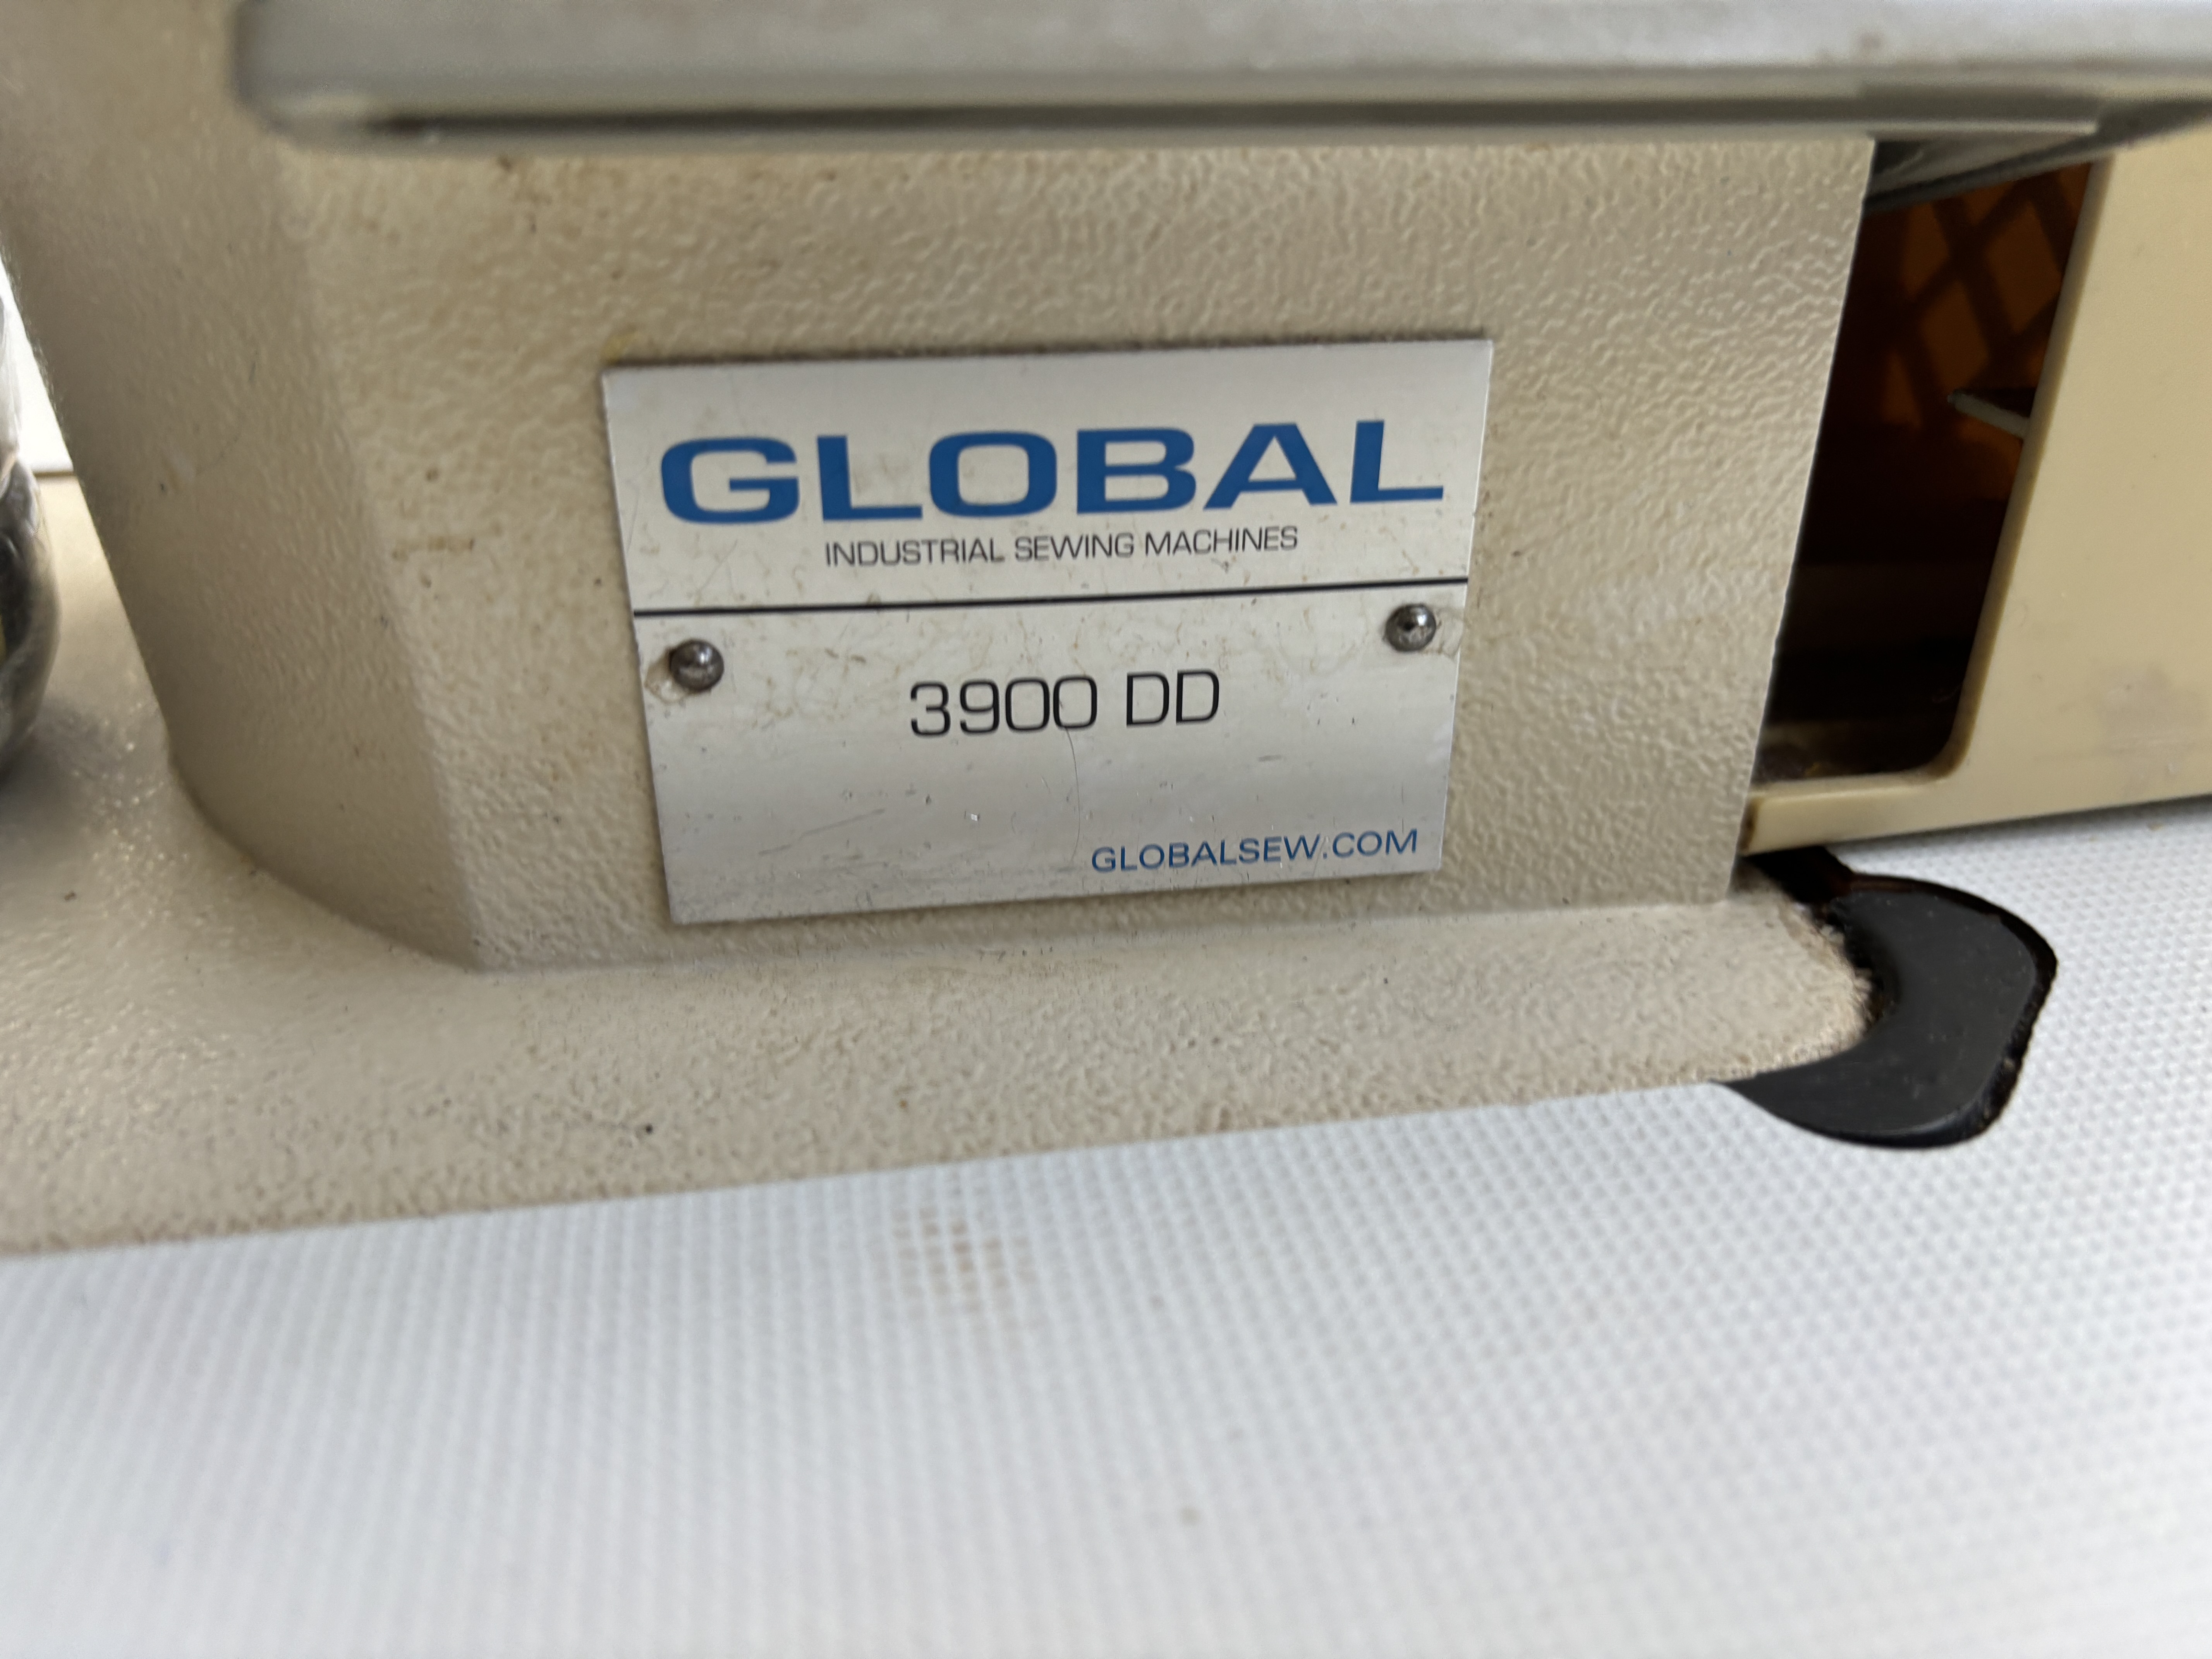 GLOBAL
INDUSTRIAL SEWING MACHINES
3900 DD
GLOBALSEW.COM